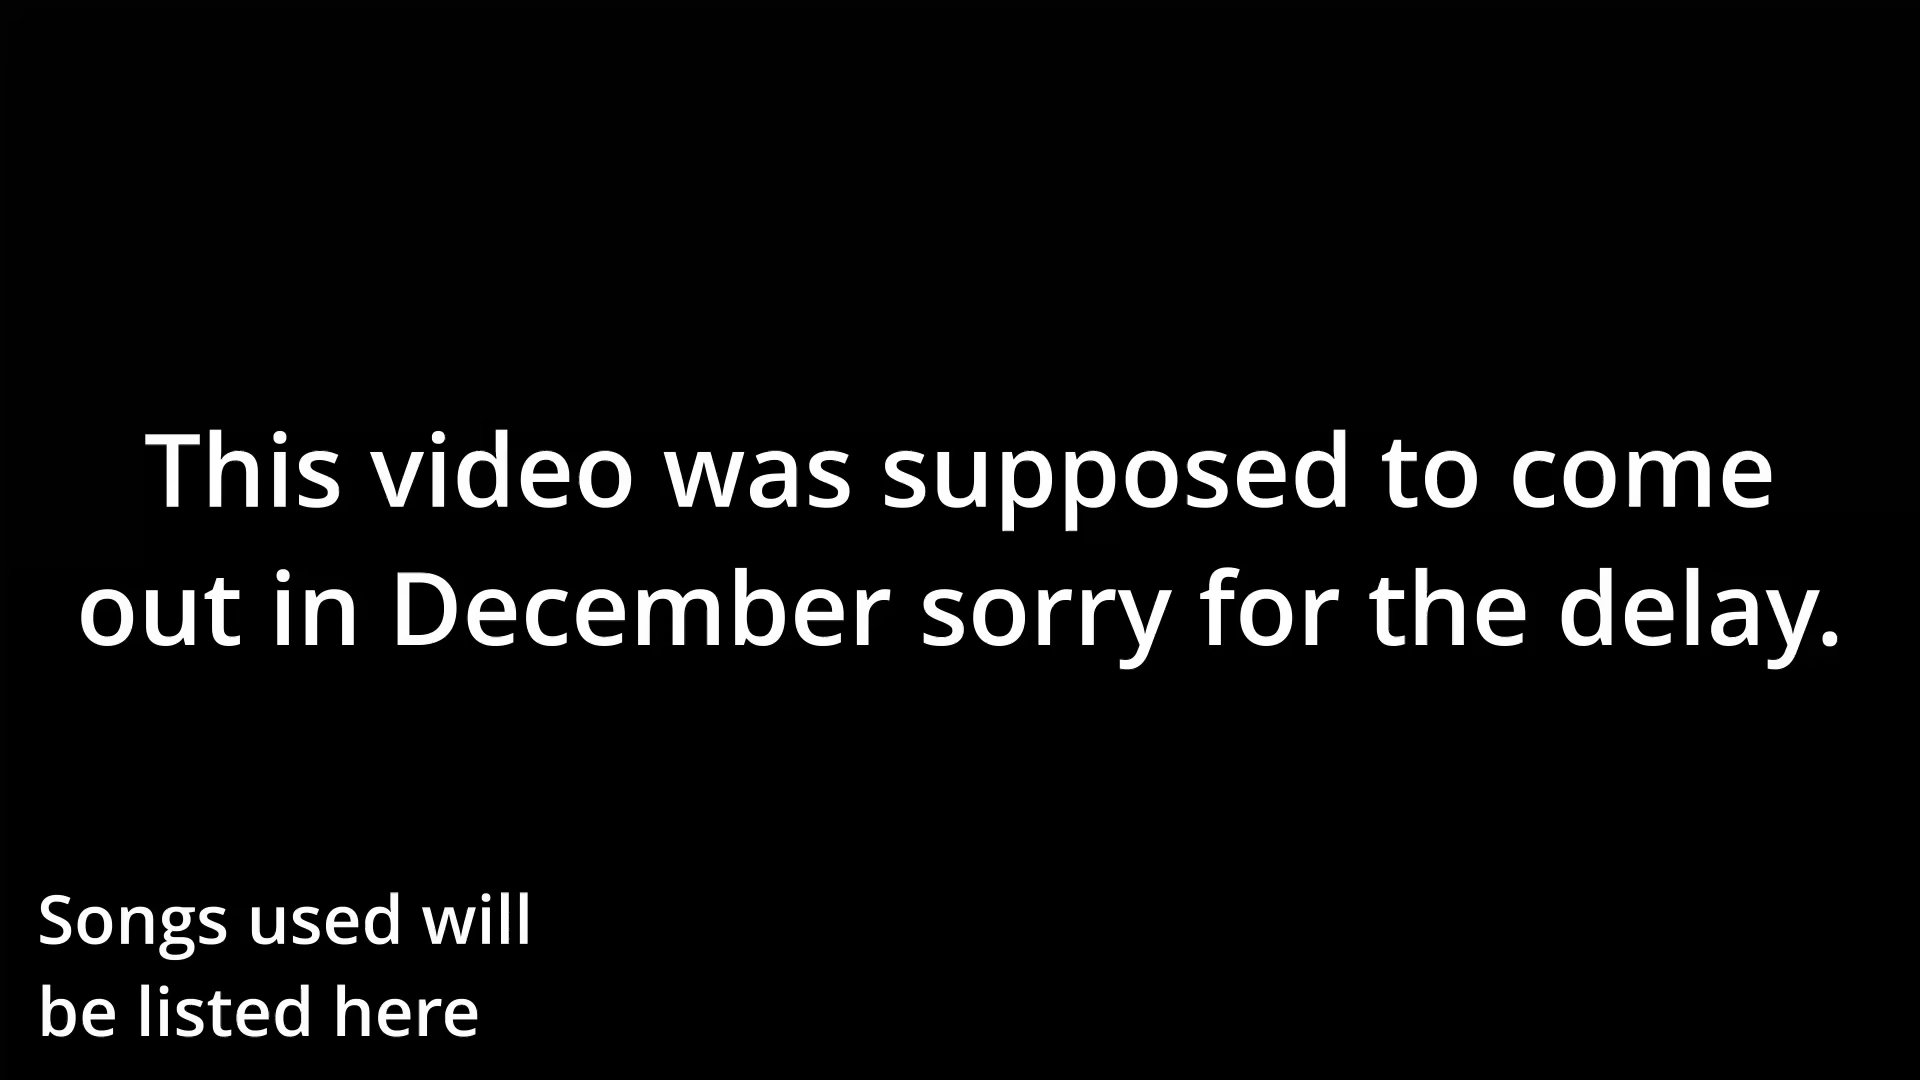 This video was supposed to come
out in December sorry for the delay.
Songs used will
be listed here